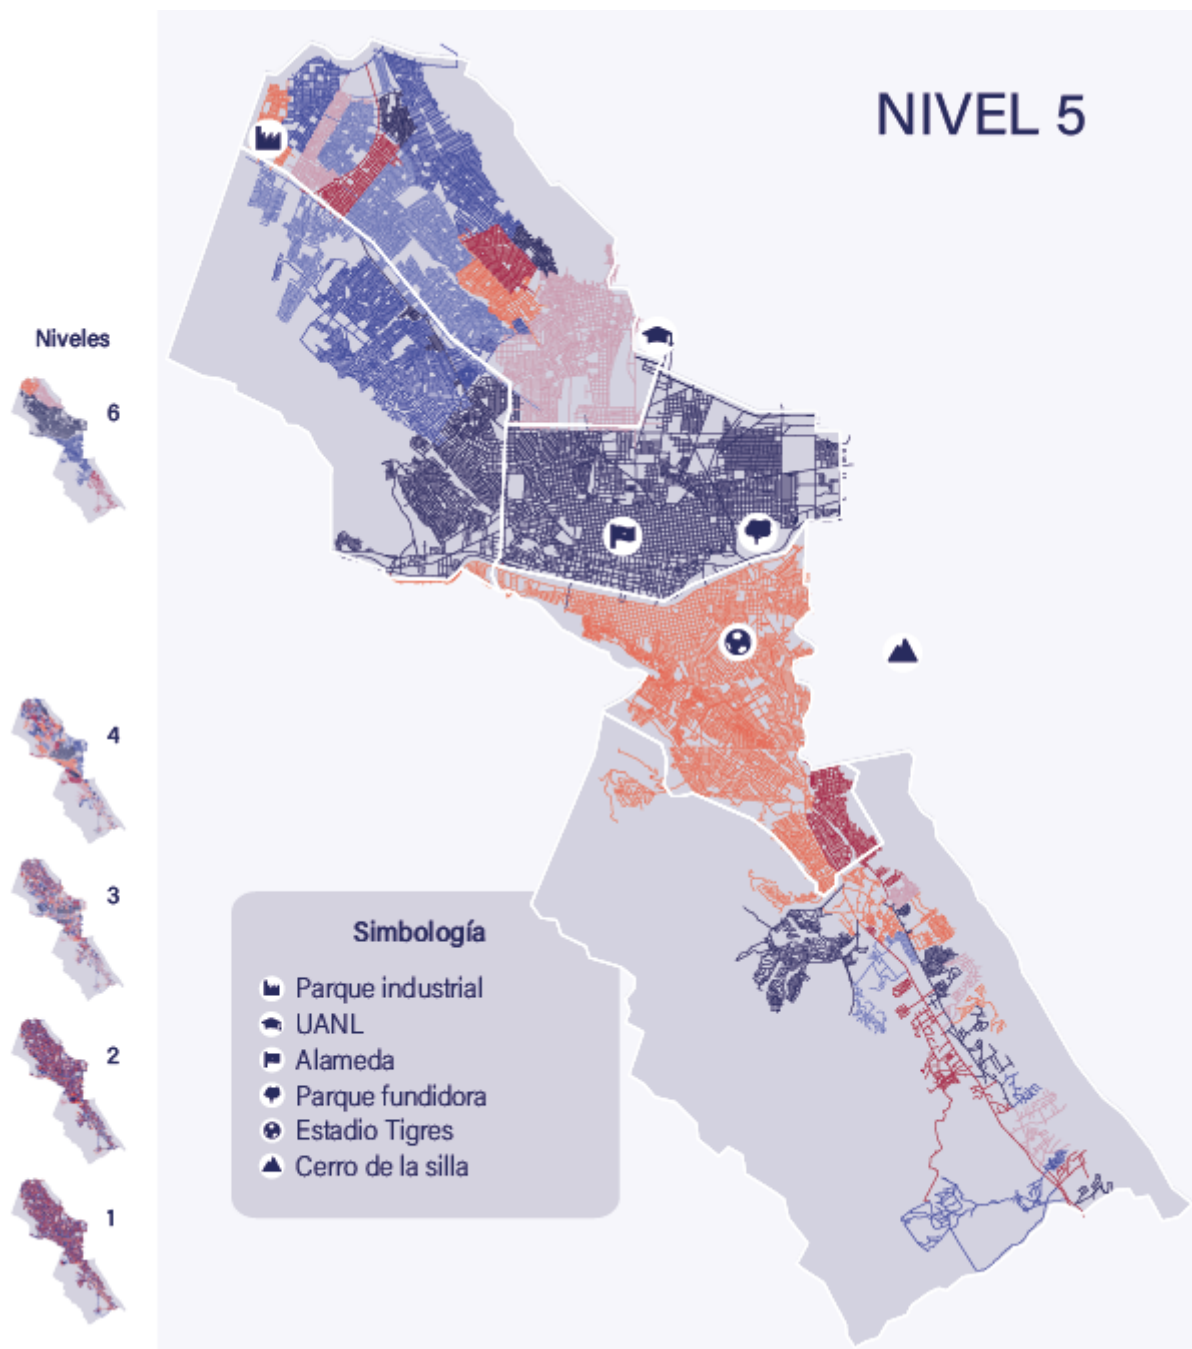 NIVEL 5
Niveles
6
4
3
2
1
Simbología
Parque industrial
UANL
Alameda
Parque fundidora
Estadio Tigres
Cerro de la silla